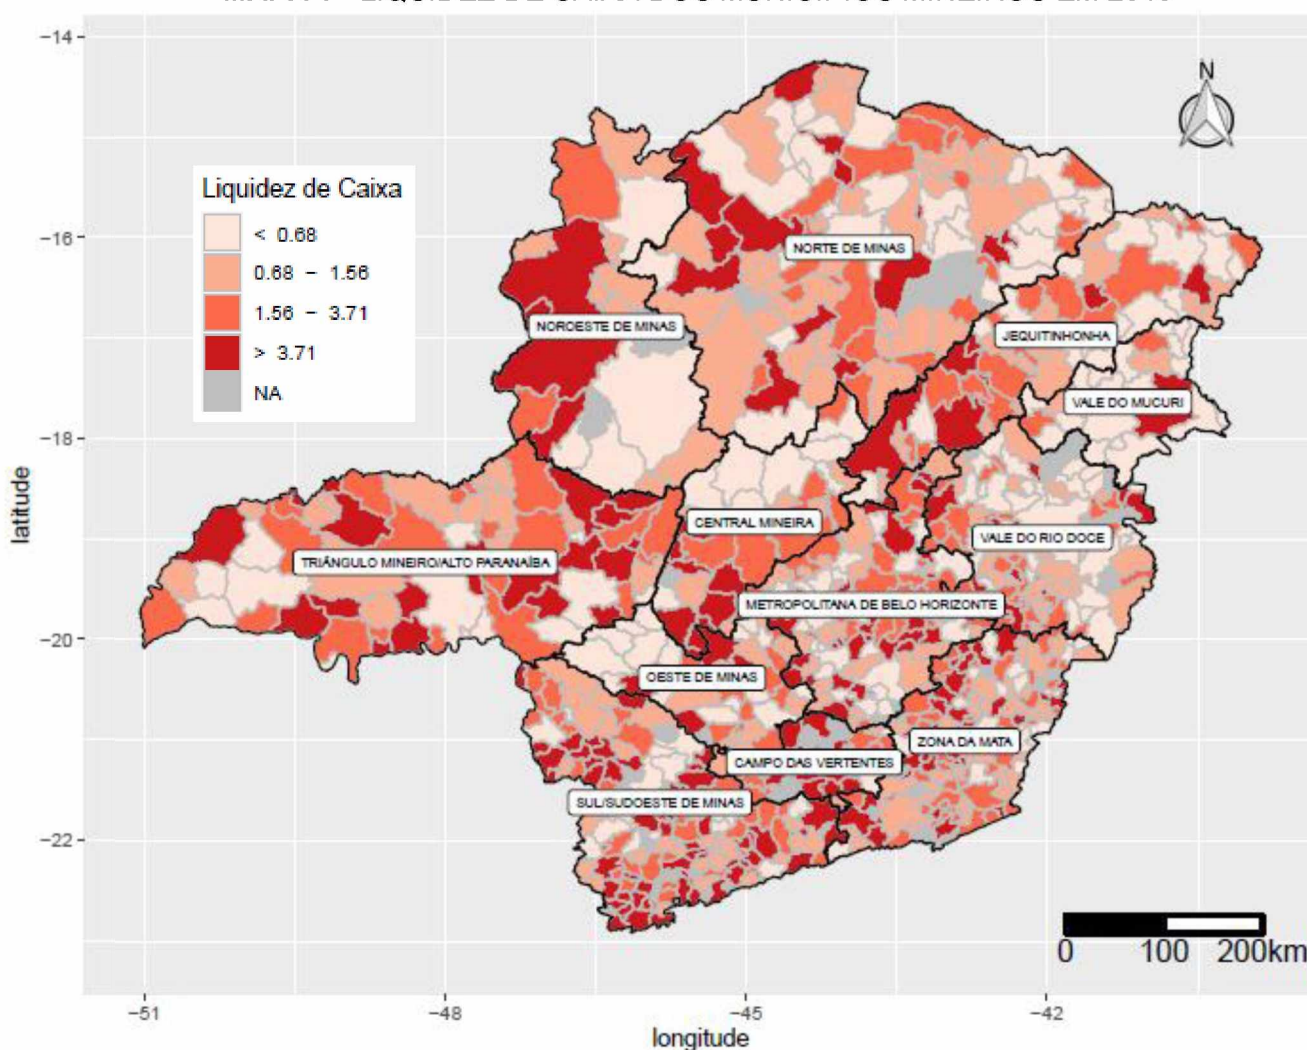 −14
N
−16
−18
−20
−22
latitude
Liquidez de Caixa
< 0.68
0.68 − 1.56
1.56 − 3.71
> 3.71
NA
NORTE DE MINAS
NOROESTE DE MINAS
JEQUITINHONHA
VALE DO MUCURI
CENTRAL MINEIRA
VALE DO RIO DOCE
TRIÂNGULO MINEIRO/ALTO PARANAÍBA
METROPOLITANA DE BELO HORIZONTE
OESTE DE MINAS
ZONA DA MATA
CAMPO DAS VERTENTES
SUL/SUDOESTE DE MINAS
0 100 200km
−51 −48 −45 −42
longitude